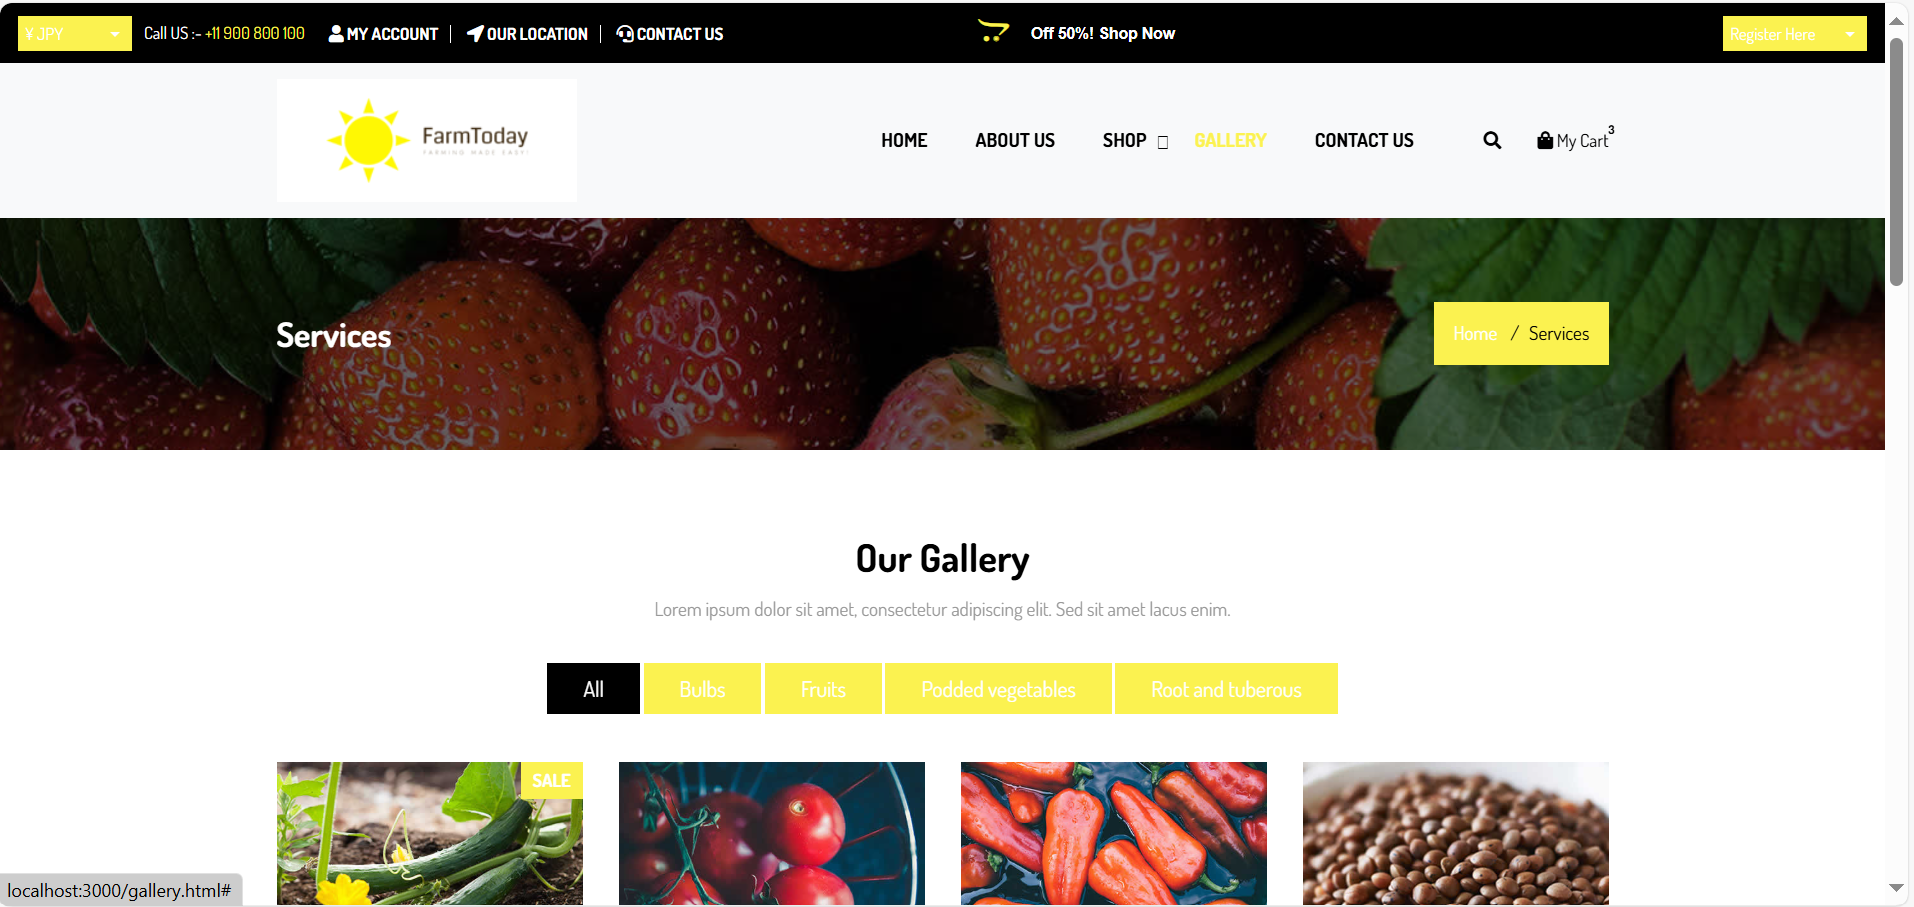 ¥ JPY
Call US :- +11 900 800 100
MY ACCOUNT
OUR LOCATION
CONTACT US
Off 50%! Shop Now
Register Here
FarmToday
FARMING MADE EASY!
HOME
ABOUT US
SHOP
GALLERY
CONTACT US
My Cart 3
Services
Home / Services
Our Gallery
Lorem ipsum dolor sit amet, consectetur adipiscing elit. Sed sit amet lacus enim.
All
Bulbs
Fruits
Podded vegetables
Root and tuberous
SALE
localhost:3000/gallery.html#